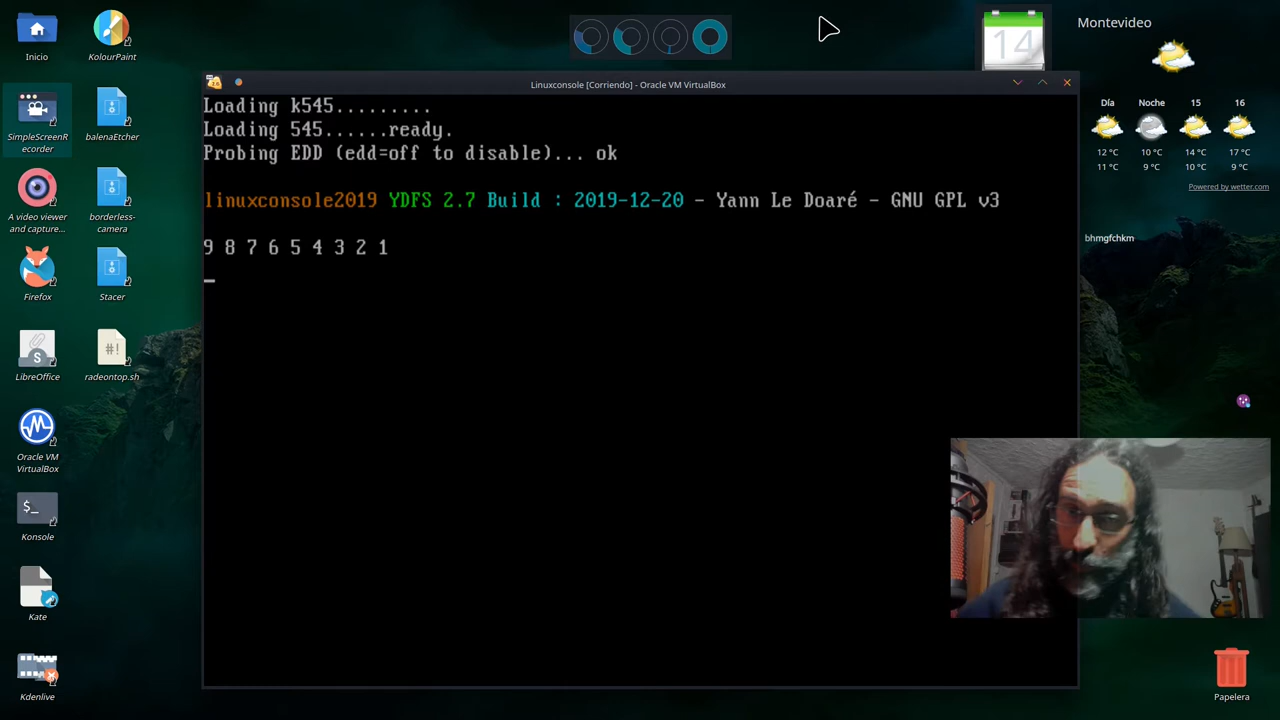 Inicio
KolourPaint
SimpleScreenR
ecorder
balenaEtcher
A video viewer
and capture...
borderless-
camera
Firefox
Stacer
LibreOffice
radeontop.sh
Oracle VM
VirtualBox
Konsole
Kate
Kdenlive
Linuxconsole [Corriendo] - Oracle VM VirtualBox
Loading k545.........
Loading 545......ready.
Probing EDD (edd=off to disable)... ok
linuxconsole2019 YDFS 2.7 Build : 2019-12-20 - Yann Le Doaré - GNU GPL v3
9 8 7 6 5 4 3 2 1
14
Montevideo
Día Noche 15 16
12 °C 10 °C 14 °C 17 °C
11 °C 9 °C 9 °C
Powered by wetter.com
bhmgfchkm
Papelera